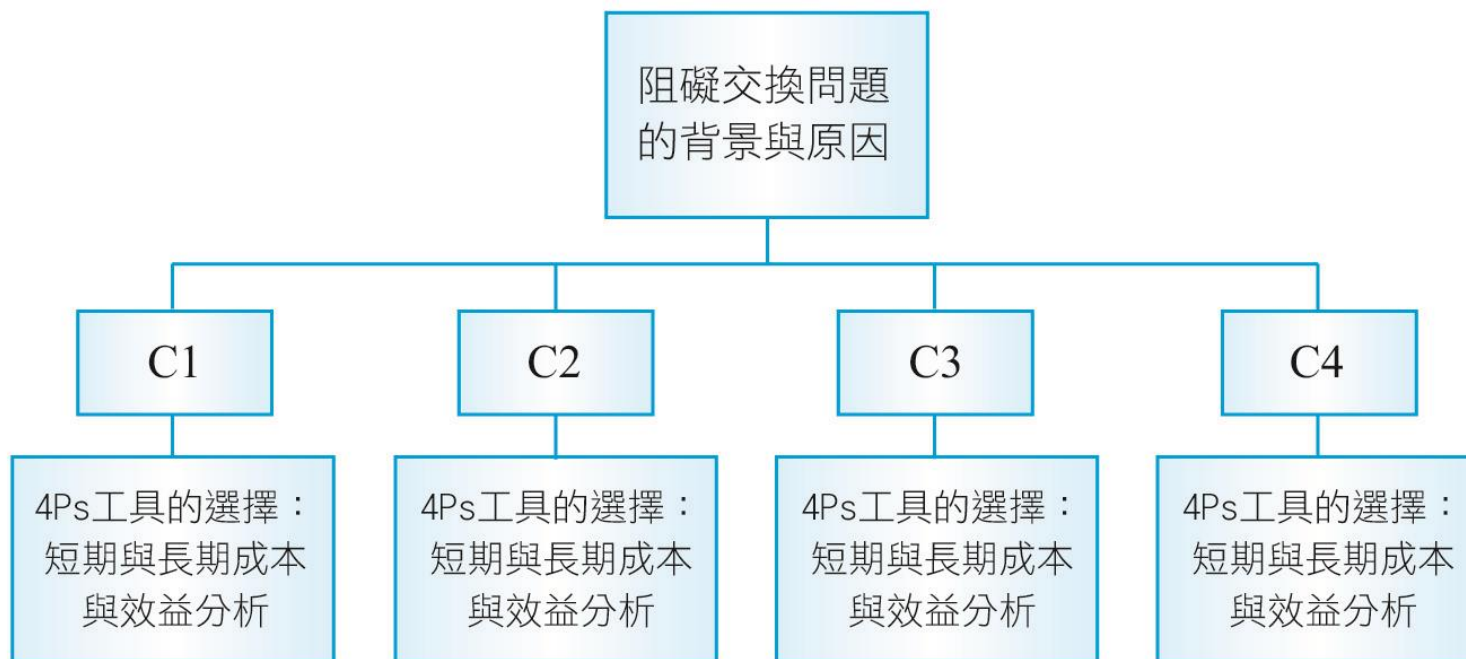 阻礙交換問題
的背景與原因
C1
C2
C3
C4
4Ps工具的選擇：
短期與長期成本
與效益分析
4Ps工具的選擇：
短期與長期成本
與效益分析
4Ps工具的選擇：
短期與長期成本
與效益分析
4Ps工具的選擇：
短期與長期成本
與效益分析